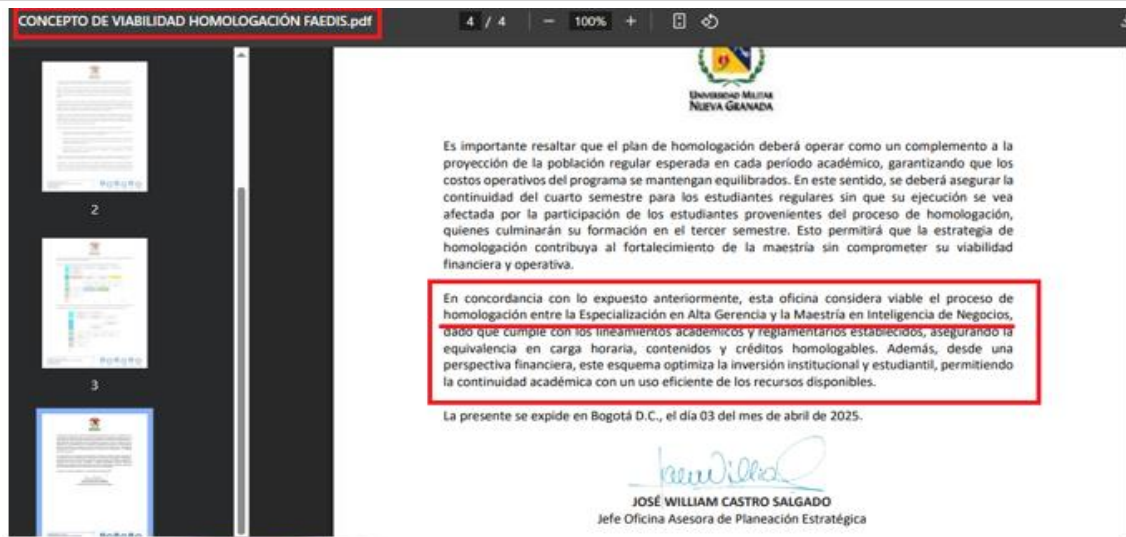 CONCEPTO DE VIABILIDAD HOMOLOGACIÓN FAEDIS.pdf
4 / 4
100%
2
3
UNIVERSIDAD MILITAR
NUEVA GRANADA
Es importante resaltar que el plan de homologación deberá operar como un complemento a la
proyección de la población regular esperada en cada período académico, garantizando que los
costos operativos del programa se mantengan equilibrados. En este sentido, se deberá asegurar la
continuidad del cuarto semestre para los estudiantes regulares sin que su ejecución se vea
afectada por la participación de los estudiantes provenientes del proceso de homologación,
quienes culminarán su formación en el tercer semestre. Esto permitirá que la estrategia de
homologación contribuya al fortalecimiento de la maestría sin comprometer su viabilidad
financiera y operativa.
En concordancia con lo expuesto anteriormente, esta oficina considera viable el proceso de
homologación entre la Especialización en Alta Gerencia y la Maestría en Inteligencia de Negocios,
dado que cumple con los lineamientos académicos y reglamentarios establecidos, asegurando la
equivalencia en carga horaria, contenidos y créditos homologables. Además, desde una
perspectiva financiera, este esquema optimiza la inversión institucional y estudiantil, permitiendo
la continuidad académica con un uso eficiente de los recursos disponibles.
La presente se expide en Bogotá D.C., el día 03 del mes de abril de 2025.
JOSÉ WILLIAM CASTRO SALGADO
Jefe Oficina Asesora de Planeación Estratégica